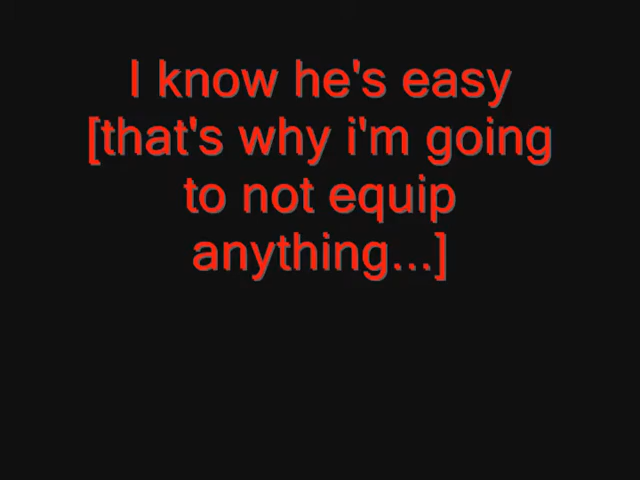 I know he's easy
[that's why i'm going
to not equip
anything...]